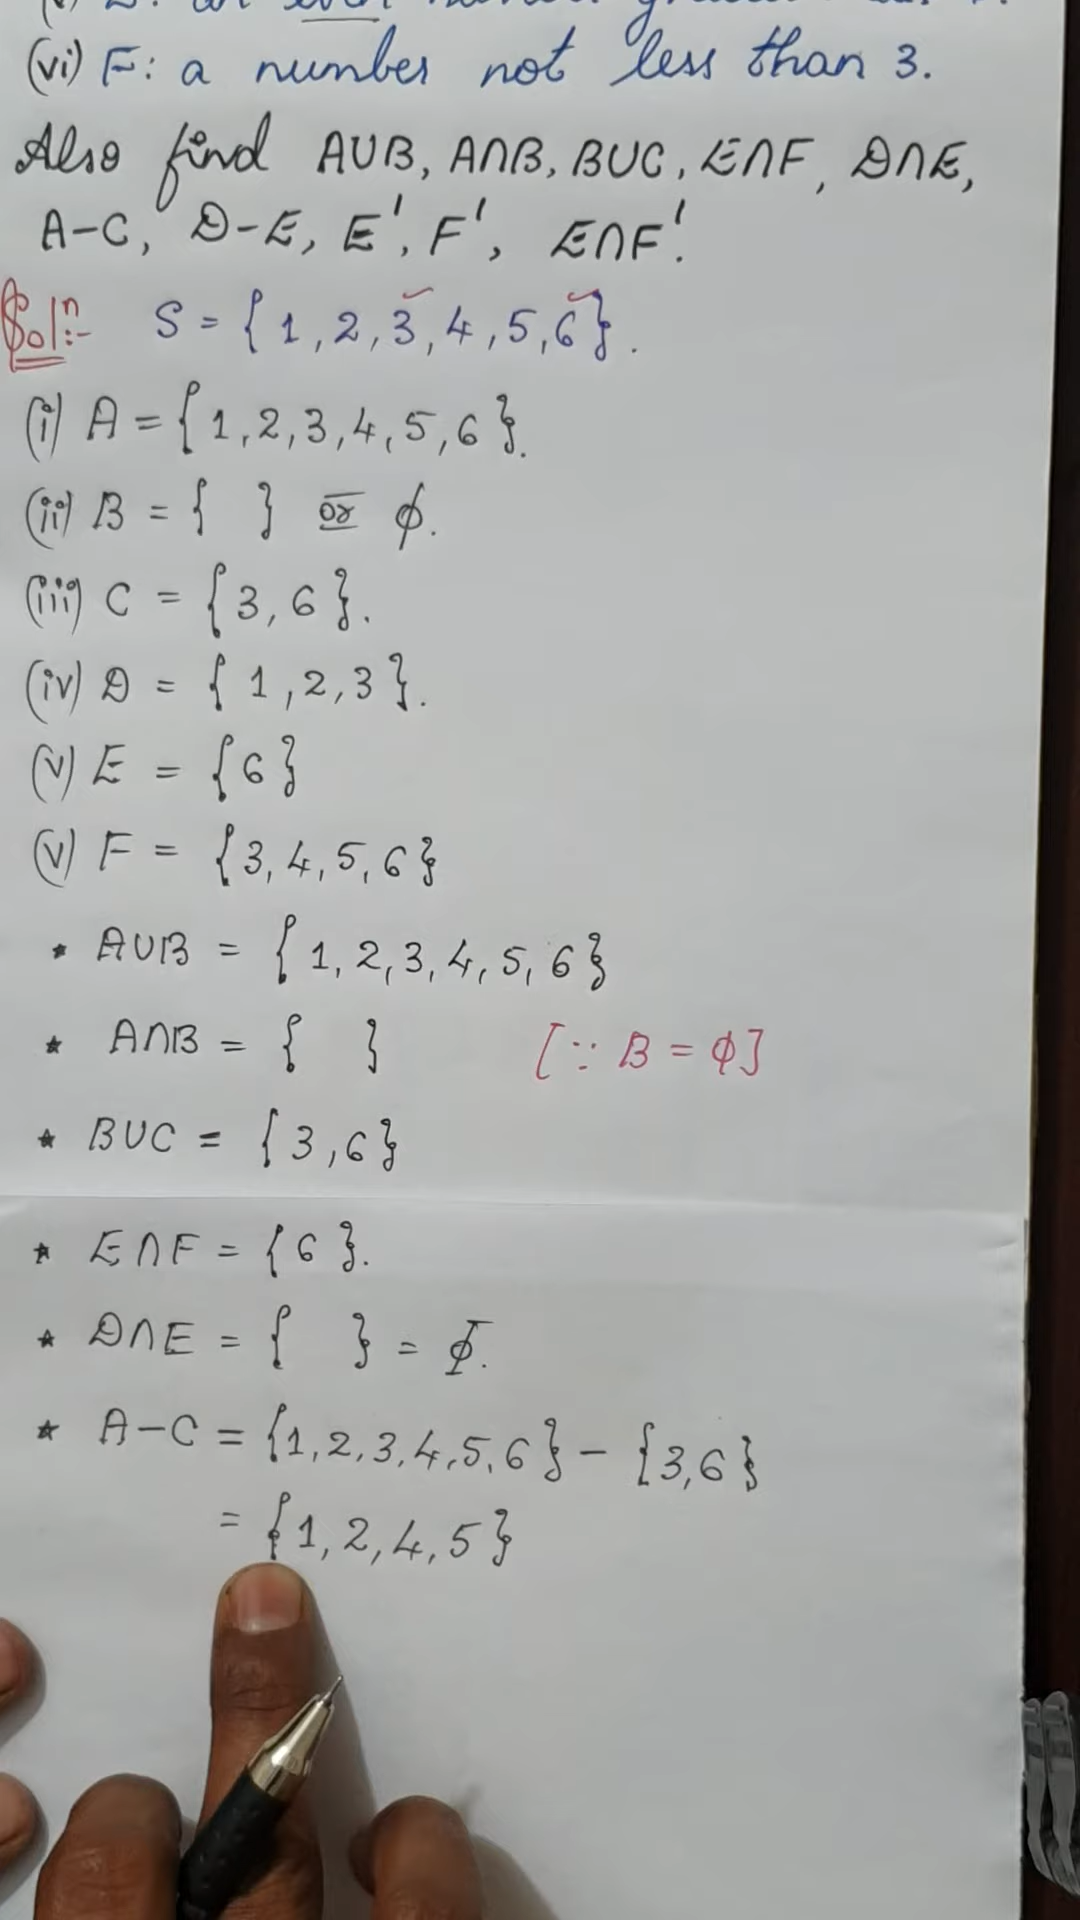 (vi) F: a number not less than 3.
Also find A∪B, A∩B, B∪C, E∩F, D∩E,
A-C, D-E, E', F', E∩F'.
Solⁿ:- S = {1, 2, 3, 4, 5, 6}.
(i) A = {1, 2, 3, 4, 5, 6}.
(ii) B = { } or ϕ.
(iii) C = {3, 6}.
(iv) D = {1, 2, 3}.
(v) E = {6}
(v) F = {3, 4, 5, 6}
* A∪B = {1, 2, 3, 4, 5, 6}
* A∩B = { } [∵ B = ϕ]
* B∪C = {3, 6}
* E∩F = {6}.
* D∩E = { } = Φ.
* A-C = {1, 2, 3, 4, 5, 6} - {3, 6}
= {1, 2, 4, 5}